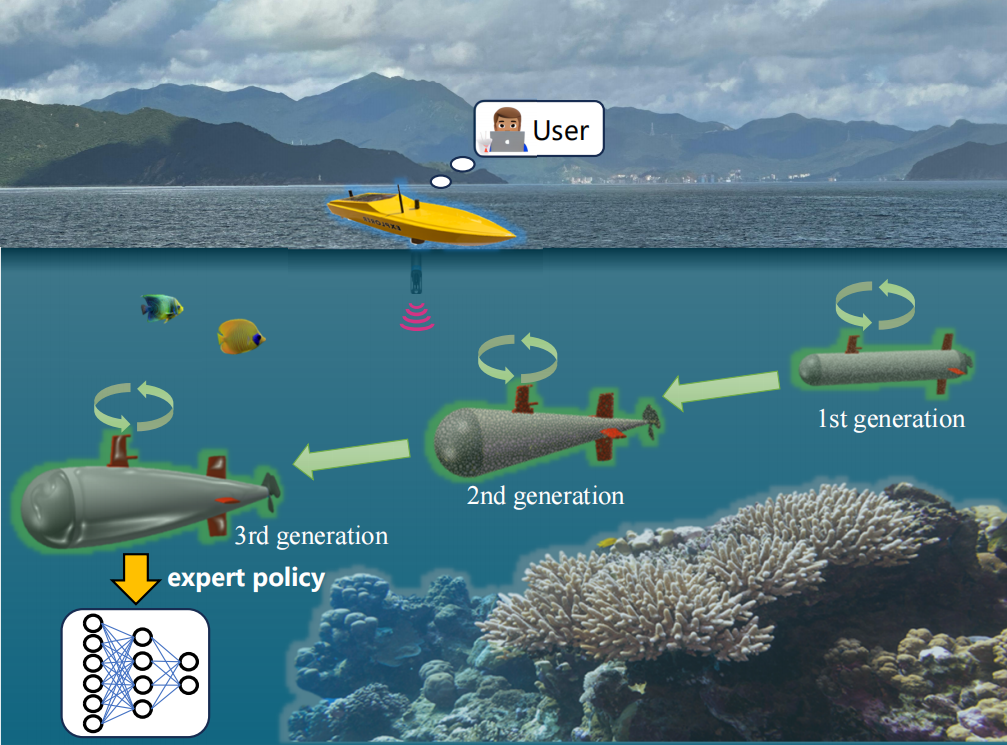 User
1st generation
2nd generation
3rd generation
expert policy